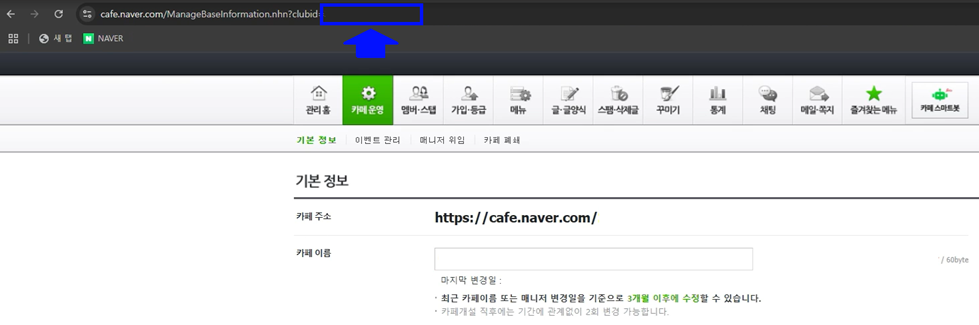 cafe.naver.com/ManageBaseInformation.nhn?clubid=
새 탭 NAVER
관리 홈 카페 운영 멤버·스탭 가입·등급 메뉴 글·글양식 스팸·삭제글 꾸미기 통계 채팅 메일·쪽지 즐겨찾는 메뉴 카페 스마트봇
기본 정보 이벤트 관리 매니저 위임 카페 폐쇄
기본 정보
카페 주소 https://cafe.naver.com/
카페 이름 / 60byte
마지막 변경일 :
· 최근 카페이름 또는 매니저 변경일을 기준으로 3개월 이후에 수정할 수 있습니다.
· 카페개설 직후에는 기간에 관계없이 2회 변경 가능합니다.